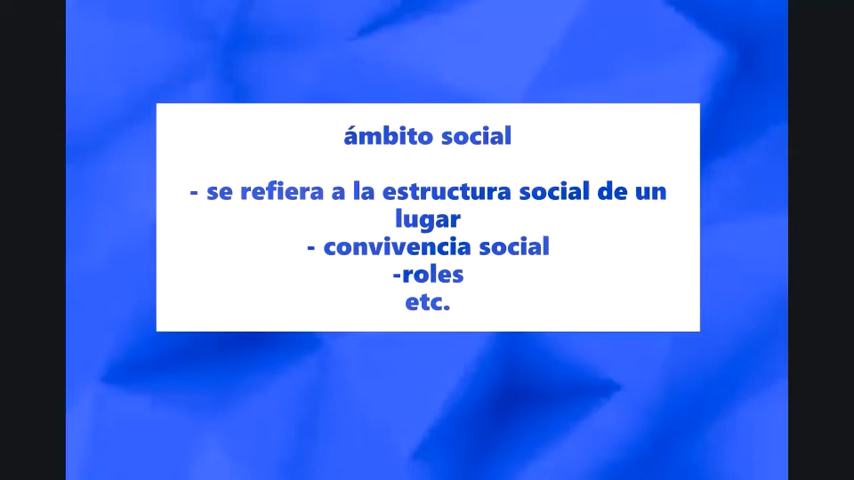 ámbito social
- se refiera a la estructura social de un
lugar
- convivencia social
-roles
etc.